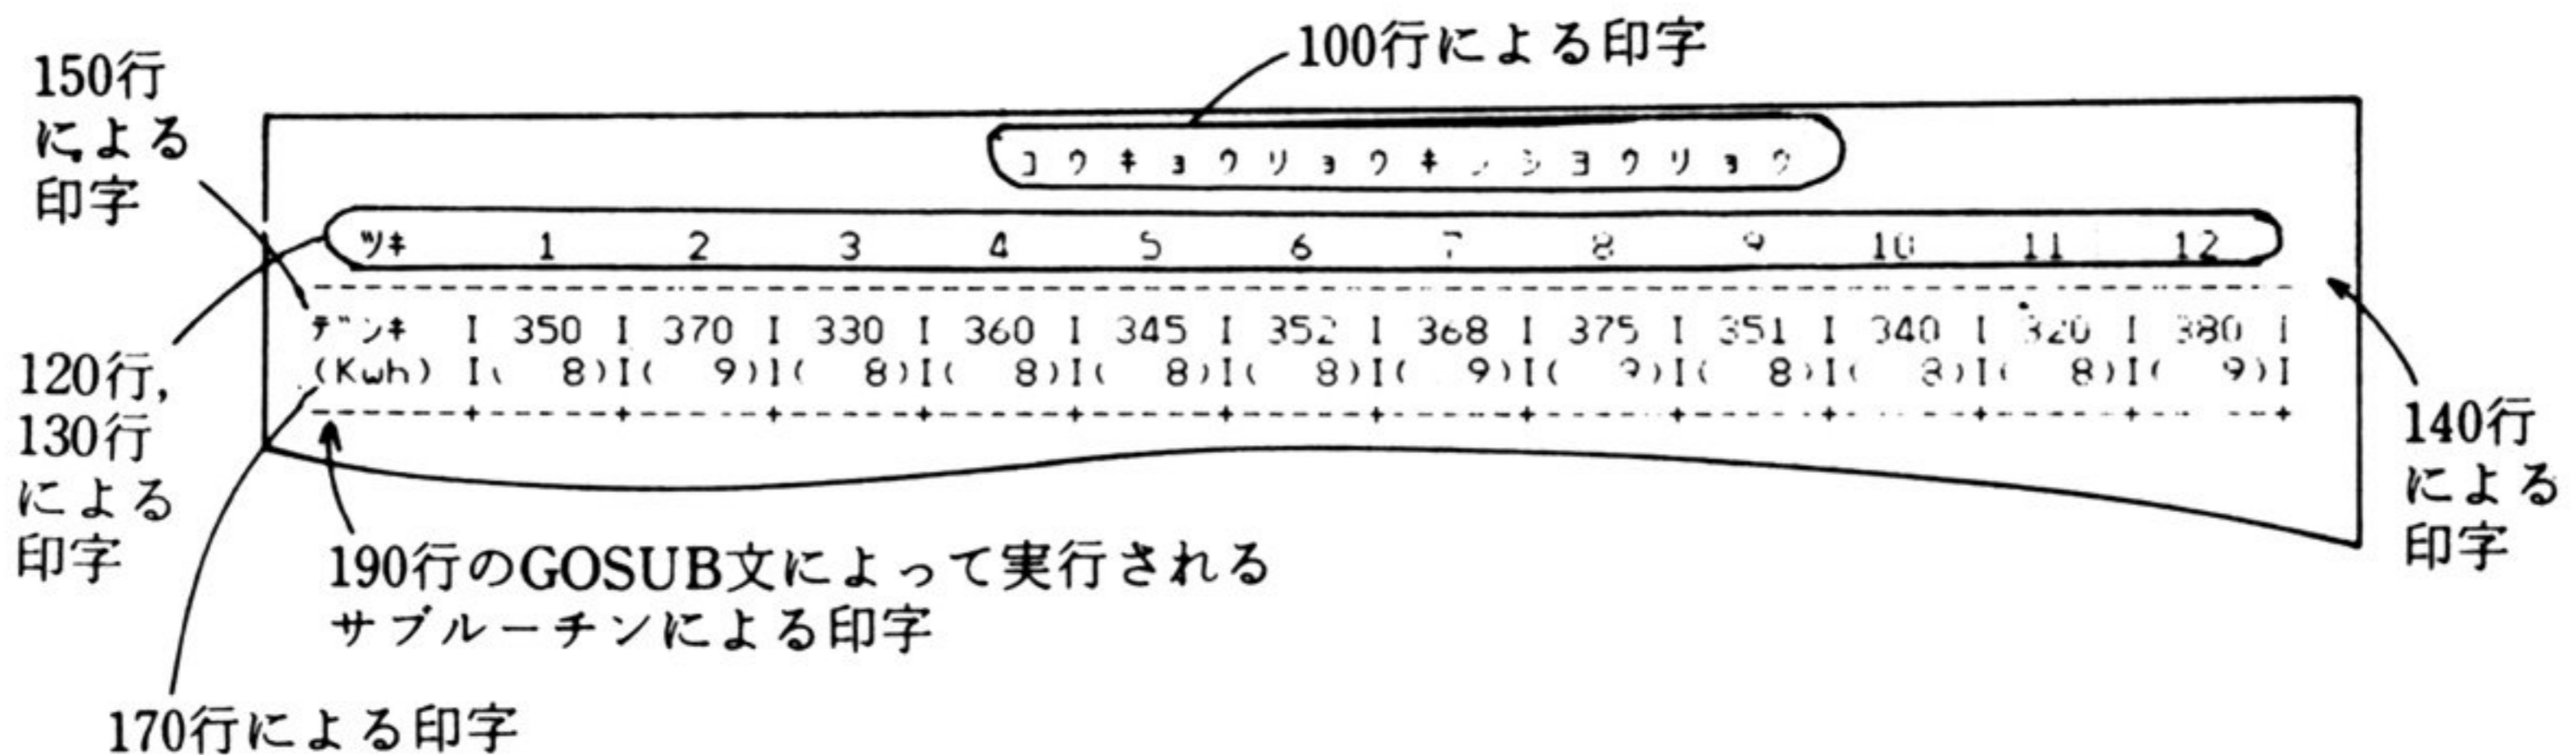 100行による印字
150行
による
印字
コウキョウリョウキンシヨウリョウ
ツキ 1 2 3 4 5 6 7 8 9 10 11 12
デンキ I 350 I 370 I 330 I 360 I 345 I 352 I 368 I 375 I 351 I 340 I 320 I 380 I
(Kwh) I( 8)I( 9)I( 8)I( 8)I( 8)I( 8)I( 9)I( 9)I( 8)I( 8)I( 8)I( 9)I
120行,
130行
による
印字
140行
による
印字
190行のGOSUB文によって実行される
サブルーチンによる印字
170行による印字